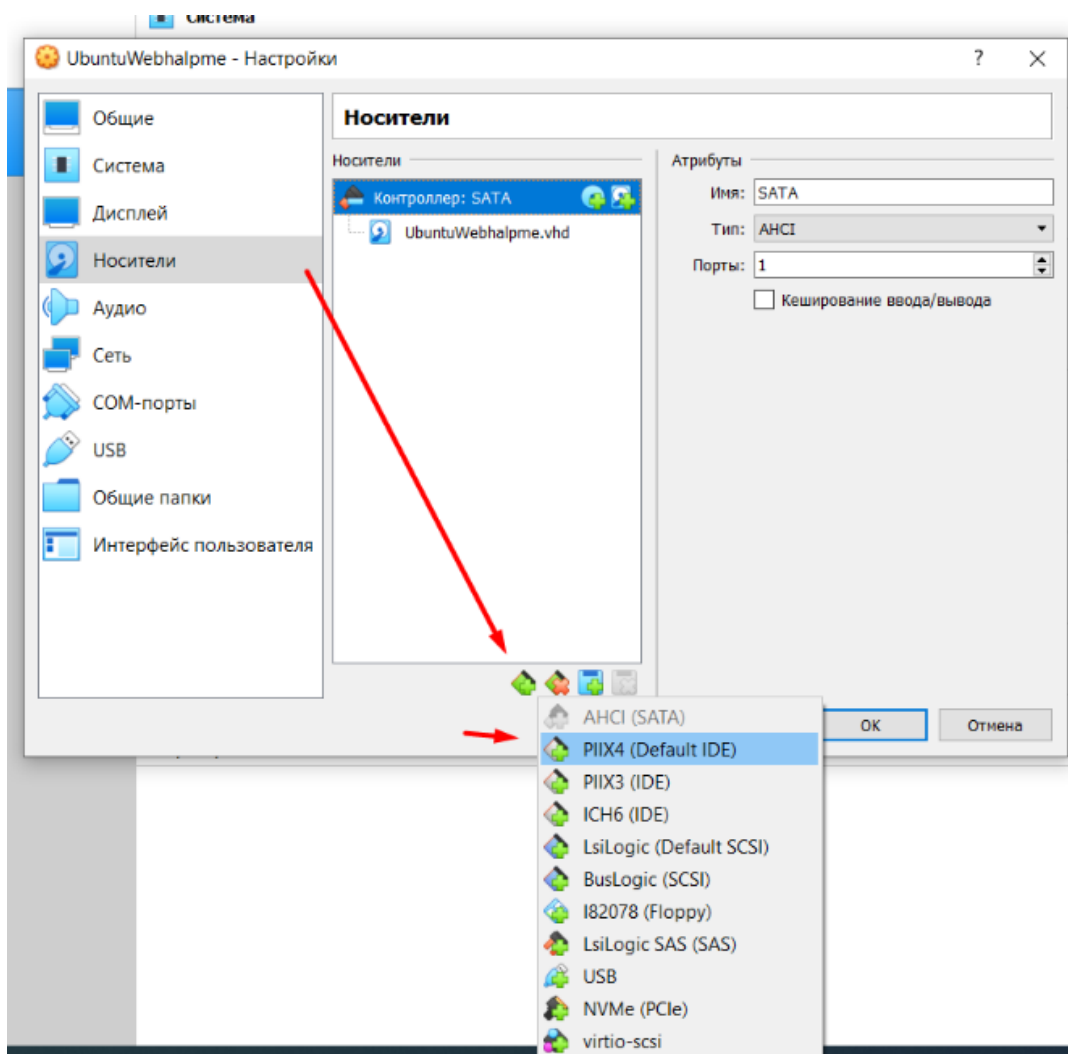 Система
UbuntuWebhalpme - Настройки
?
Общие
Система
Дисплей
Носители
Аудио
Сеть
COM-порты
USB
Общие папки
Интерфейс пользователя
Носители
Носители
Контроллер: SATA
UbuntuWebhalpme.vhd
Атрибуты
Имя: SATA
Тип: AHCI
Порты: 1
Кеширование ввода/вывода
OK
Отмена
AHCI (SATA)
PIIX4 (Default IDE)
PIIX3 (IDE)
ICH6 (IDE)
LsiLogic (Default SCSI)
BusLogic (SCSI)
I82078 (Floppy)
LsiLogic SAS (SAS)
USB
NVMe (PCIe)
virtio-scsi